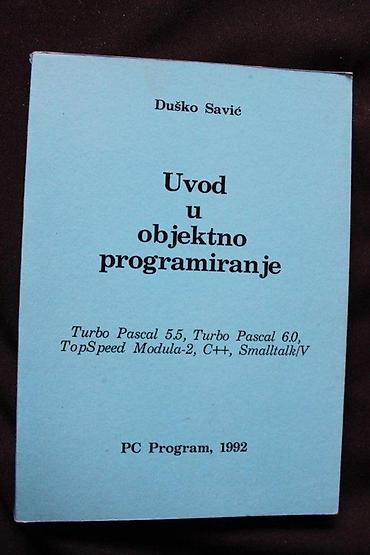 Duško Savić
Uvod
u
objektno
programiranje
Turbo Pascal 5.5, Turbo Pascal 6.0,
TopSpeed Modula-2, C++, Smalltalk/V
PC Program, 1992